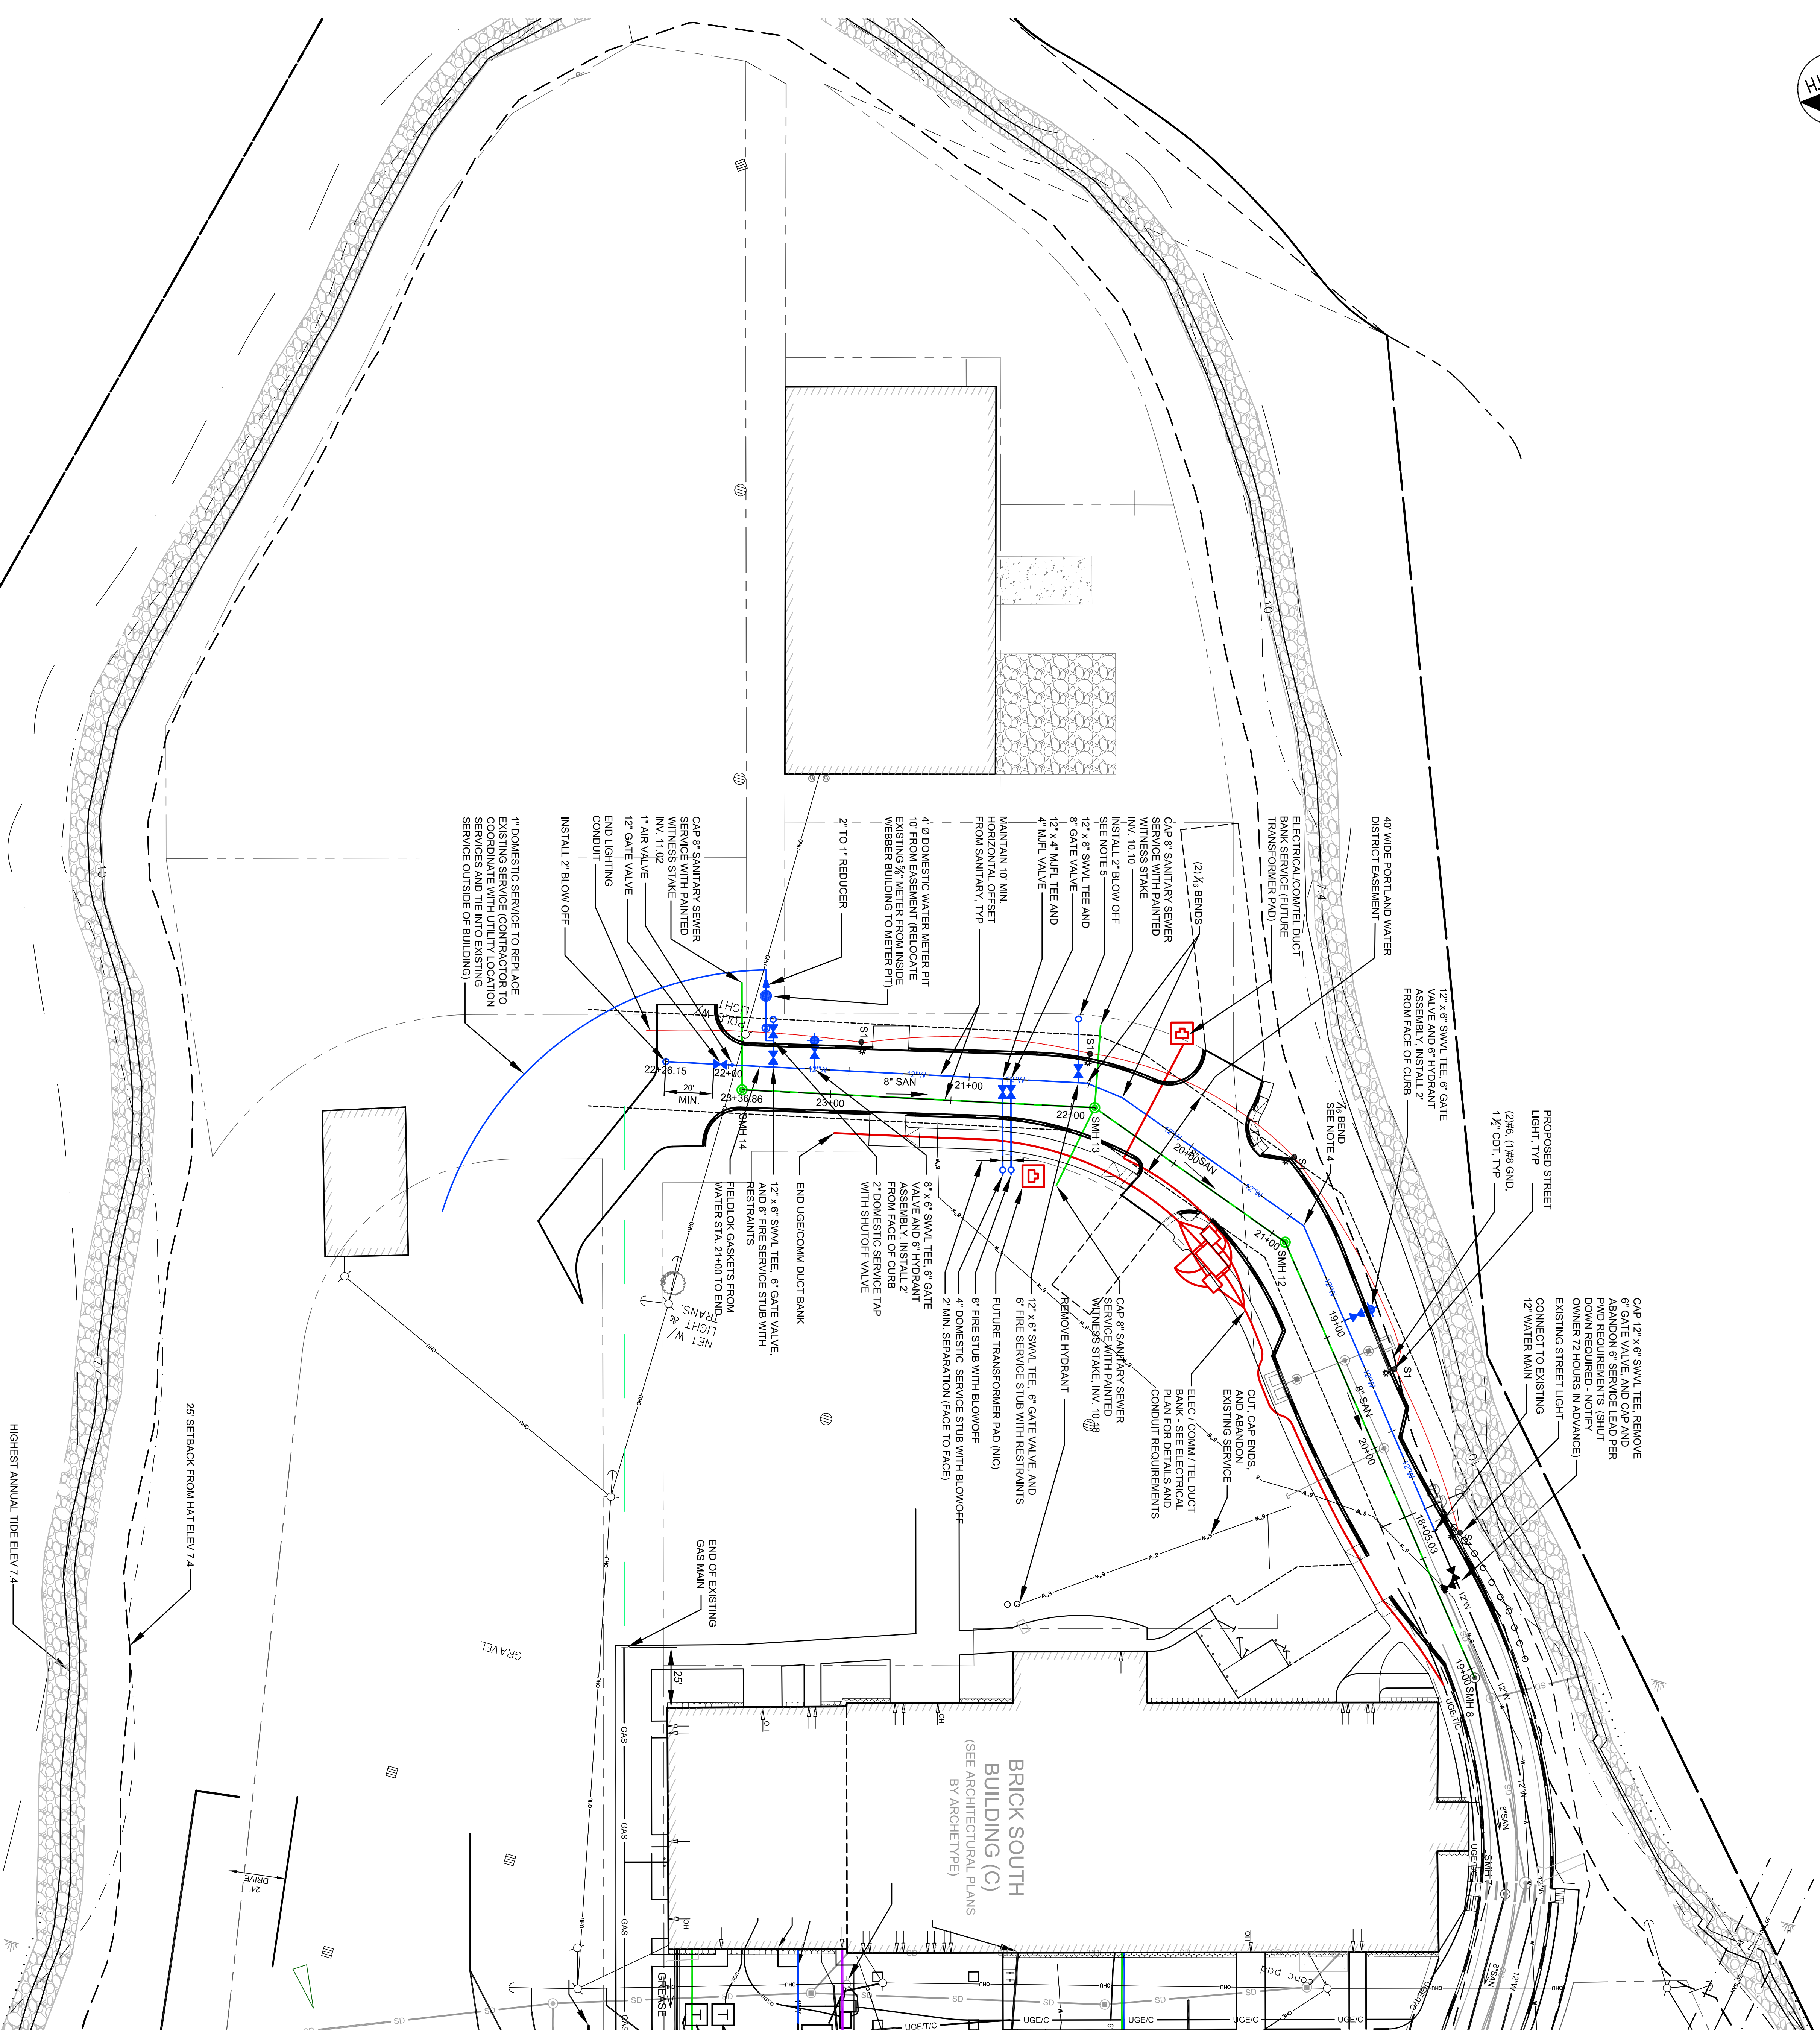 40' WIDE PORTLAND WATER
DISTRICT EASEMENT
ELECTRICAL/COM/TEL DUCT
BANK SERVICE (FUTURE
TRANSFORMER PAD)
(2) 1/16 BENDS
CAP 8" SANITARY SEWER
SERVICE WITH PAINTED
WITNESS STAKE
INV. 10.10
INSTALL 2" BLOW OFF
SEE NOTE 5
12" x 8" SWVL TEE AND
8" GATE VALVE
12" x 4" MJFL TEE AND
4" MJFL VALVE
MAINTAIN 10' MIN.
HORIZONTAL OFFSET
FROM SANITARY, TYP
4' Ø DOMESTIC WATER METER PIT
10' FROM EASEMENT (RELOCATE
EXISTING 5/8" METER FROM INSIDE
WEBBER BUILDING TO METER PIT)
2" TO 1" REDUCER
CAP 8" SANITARY SEWER
SERVICE WITH PAINTED
WITNESS STAKE
INV. 11.02
1" AIR VALVE
12" GATE VALVE
END LIGHTING
CONDUIT
INSTALL 2" BLOW OFF
1" DOMESTIC SERVICE TO REPLACE
EXISTING SERVICE (CONTRACTOR TO
COORDINATE WITH UTILITY LOCATION
SERVICES AND TIE INTO EXISTING
SERVICE OUTSIDE OF BUILDING)
12" x 6" SWVL TEE, 6" GATE
VALVE AND 6" HYDRANT
ASSEMBLY, INSTALL 2'
FROM FACE OF CURB
SEE NOTE 4
PROPOSED STREET
LIGHT, TYP
(2)#6, (1)#8 GND,
1 1/2" CDIT, TYP
CAP 12" x 6" SWVL TEE, REMOVE
6" GATE VALVE, AND CAP AND
ABANDON 6" SERVICE LEAD PER
PWD REQUIREMENTS (SHUT
DOWN REQUIRED - NOTIFY
OWNER 72 HOURS IN ADVANCE)
EXISTING STREET LIGHT
CONNECT TO EXISTING
12" WATER MAIN
CUT, CAP ENDS,
AND ABANDON
EXISTING SERVICE
ELEC / COMM / TEL DUCT
BANK - SEE ELECTRICAL
PLAN FOR DETAILS AND
CONDUIT REQUIREMENTS
CAP 8" SANITARY SEWER
SERVICE WITH PAINTED
WITNESS STAKE, INV. 10.18
REMOVE HYDRANT
12" x 6" SWVL TEE, 6" GATE VALVE, AND
6" FIRE SERVICE STUB WITH RESTRAINTS
FUTURE TRANSFORMER PAD (NIC)
8" FIRE STUB WITH BLOWOFF
4" DOMESTIC SERVICE STUB WITH BLOWOFF
2' MIN. SEPARATION (FACE TO FACE)
8" x 6" SWVL TEE, 6" GATE
VALVE AND 6" HYDRANT
ASSEMBLY, INSTALL 2'
FROM FACE OF CURB
2" DOMESTIC SERVICE TAP
WITH SHUTOFF VALVE
END UGE/COMM DUCT BANK
12" x 6" SWVL TEE, 6" GATE VALVE,
AND 6" FIRE SERVICE STUB WITH
RESTRAINTS
FIELDLOK GASKETS FROM
WATER STA. 21+00 TO END
NET W/
LIGHT &
TRANS.
POLE W/
LIGHT
22+26.15
22+00
20'
MIN.
23+36.86
SMH 14
23+00
8" SAN
21+00
22+00
SMH 13
20+00
21+00
SMH 12
19+00
8" SAN
20+00
18+05.03
19+00
SMH 8
SMH 7
8"SAN
12"W
UGE/T/C
S1
END OF EXISTING
GAS MAIN
25'
GAS
GREASE
BRICK SOUTH
BUILDING (C)
(SEE ARCHITECTURAL PLANS
BY ARCHETYPE)
conc pad
UGE/C
SD
OHU
GRAVEL
24'
DRIVE
25' SETBACK FROM HAT ELEV 7.4
HIGHEST ANNUAL TIDE ELEV 7.4
10
7.4